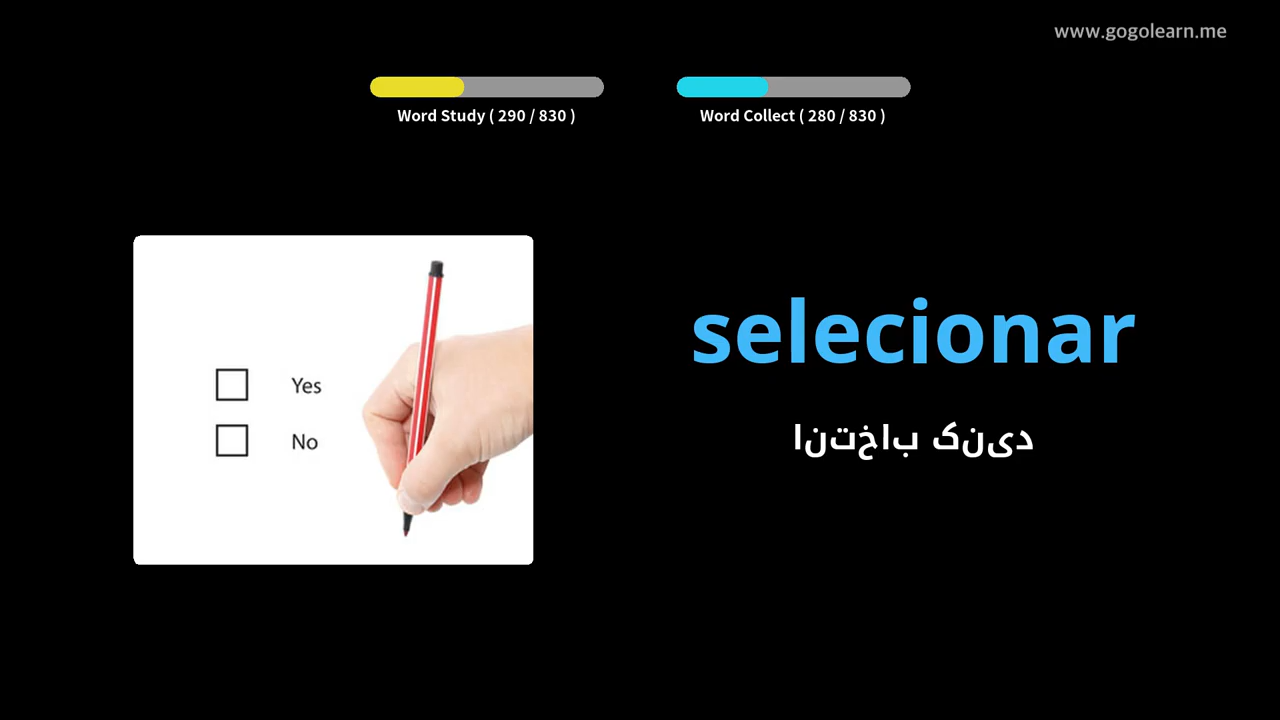 www.gogolearn.me
Word Study ( 290 / 830 )
Word Collect ( 280 / 830 )
Yes
No
selecionar
انتخاب کنید